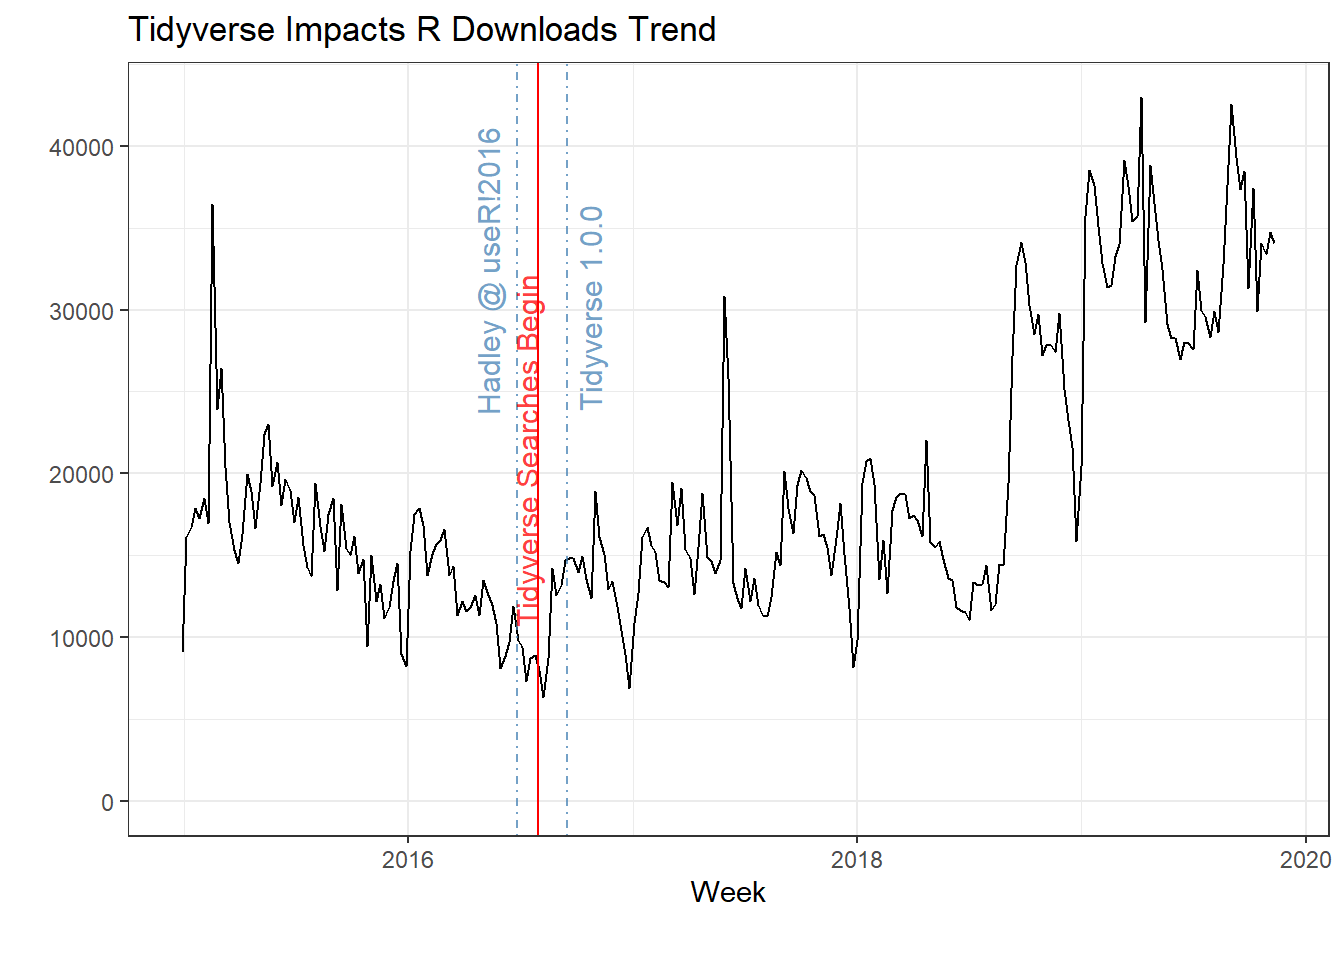 Tidyverse Impacts R Downloads Trend
40000
30000
20000
10000
0
Hadley @ useR!2016
Tidyverse Searches Begin
Tidyverse 1.0.0
2016
2018
2020
Week